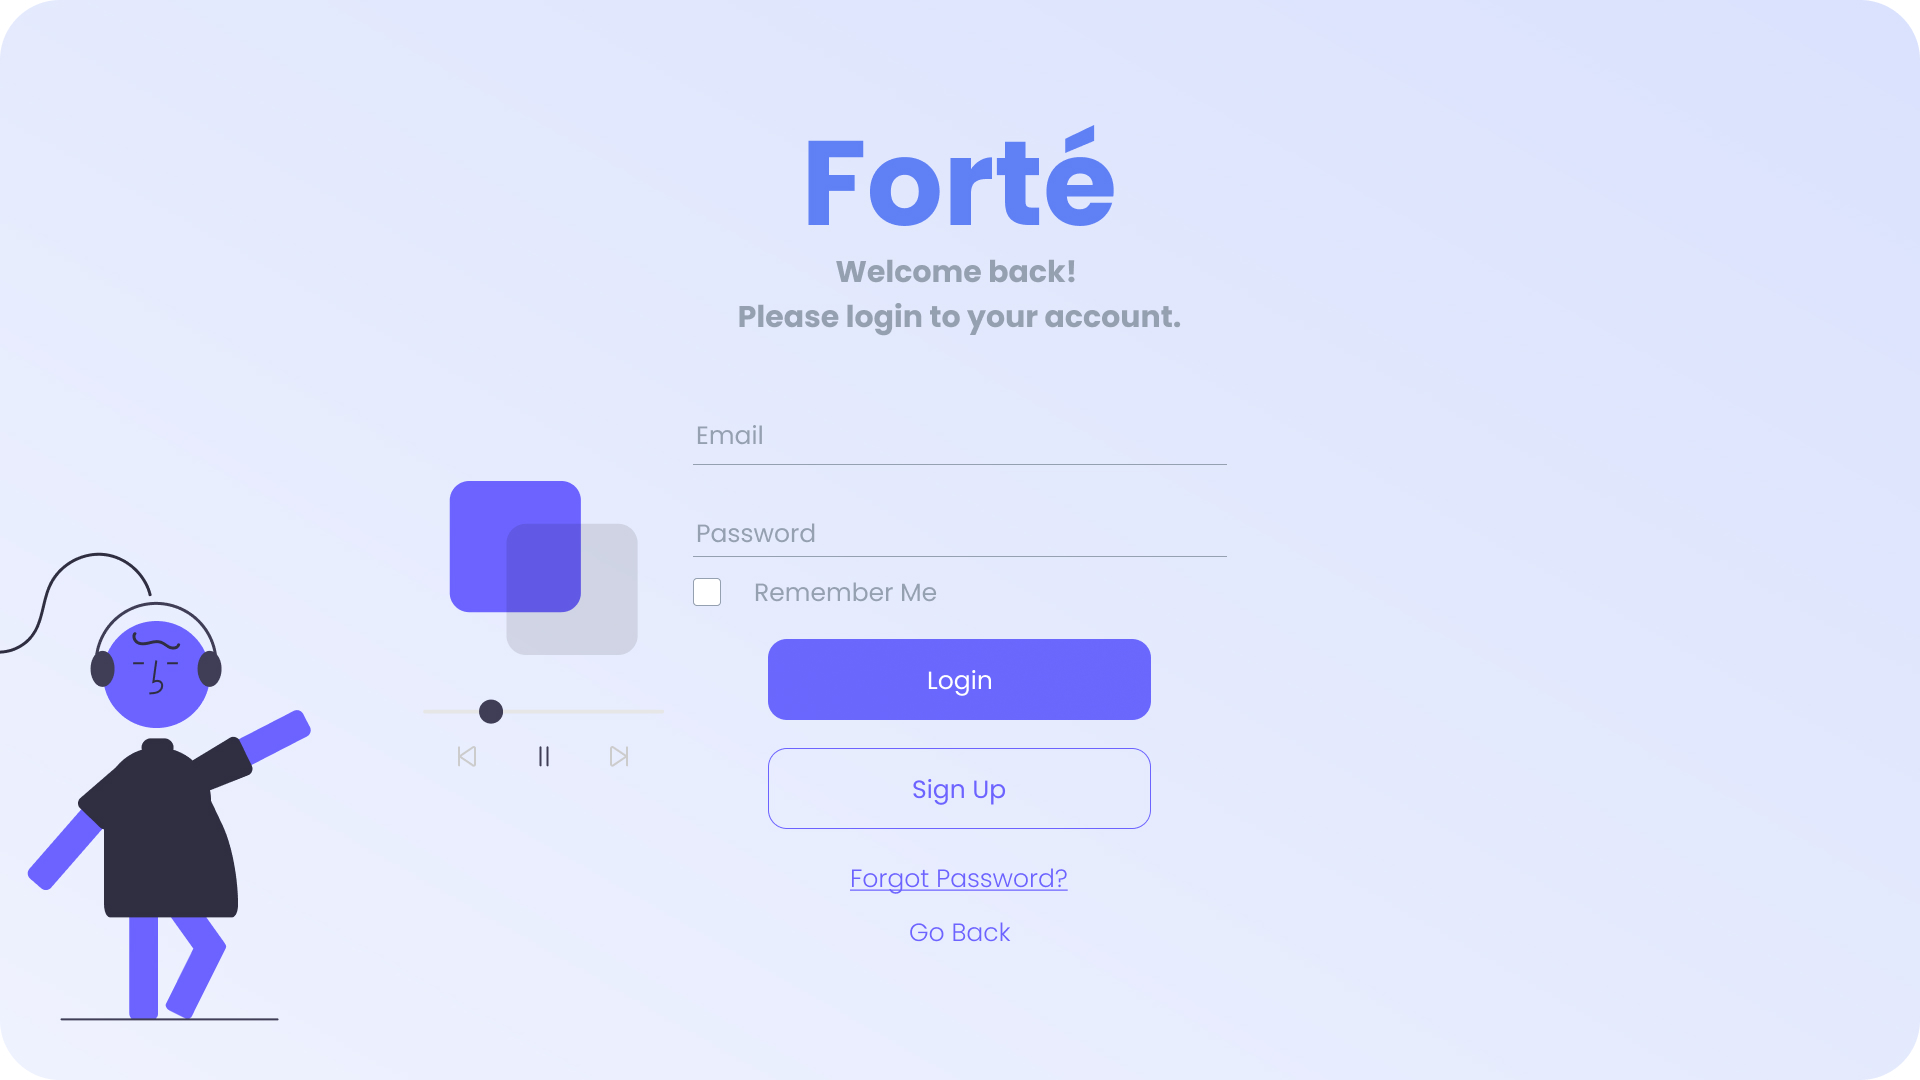 Forté
Welcome back!
Please login to your account.
Email
Password
Remember Me
Login
Sign Up
Forgot Password?
Go Back